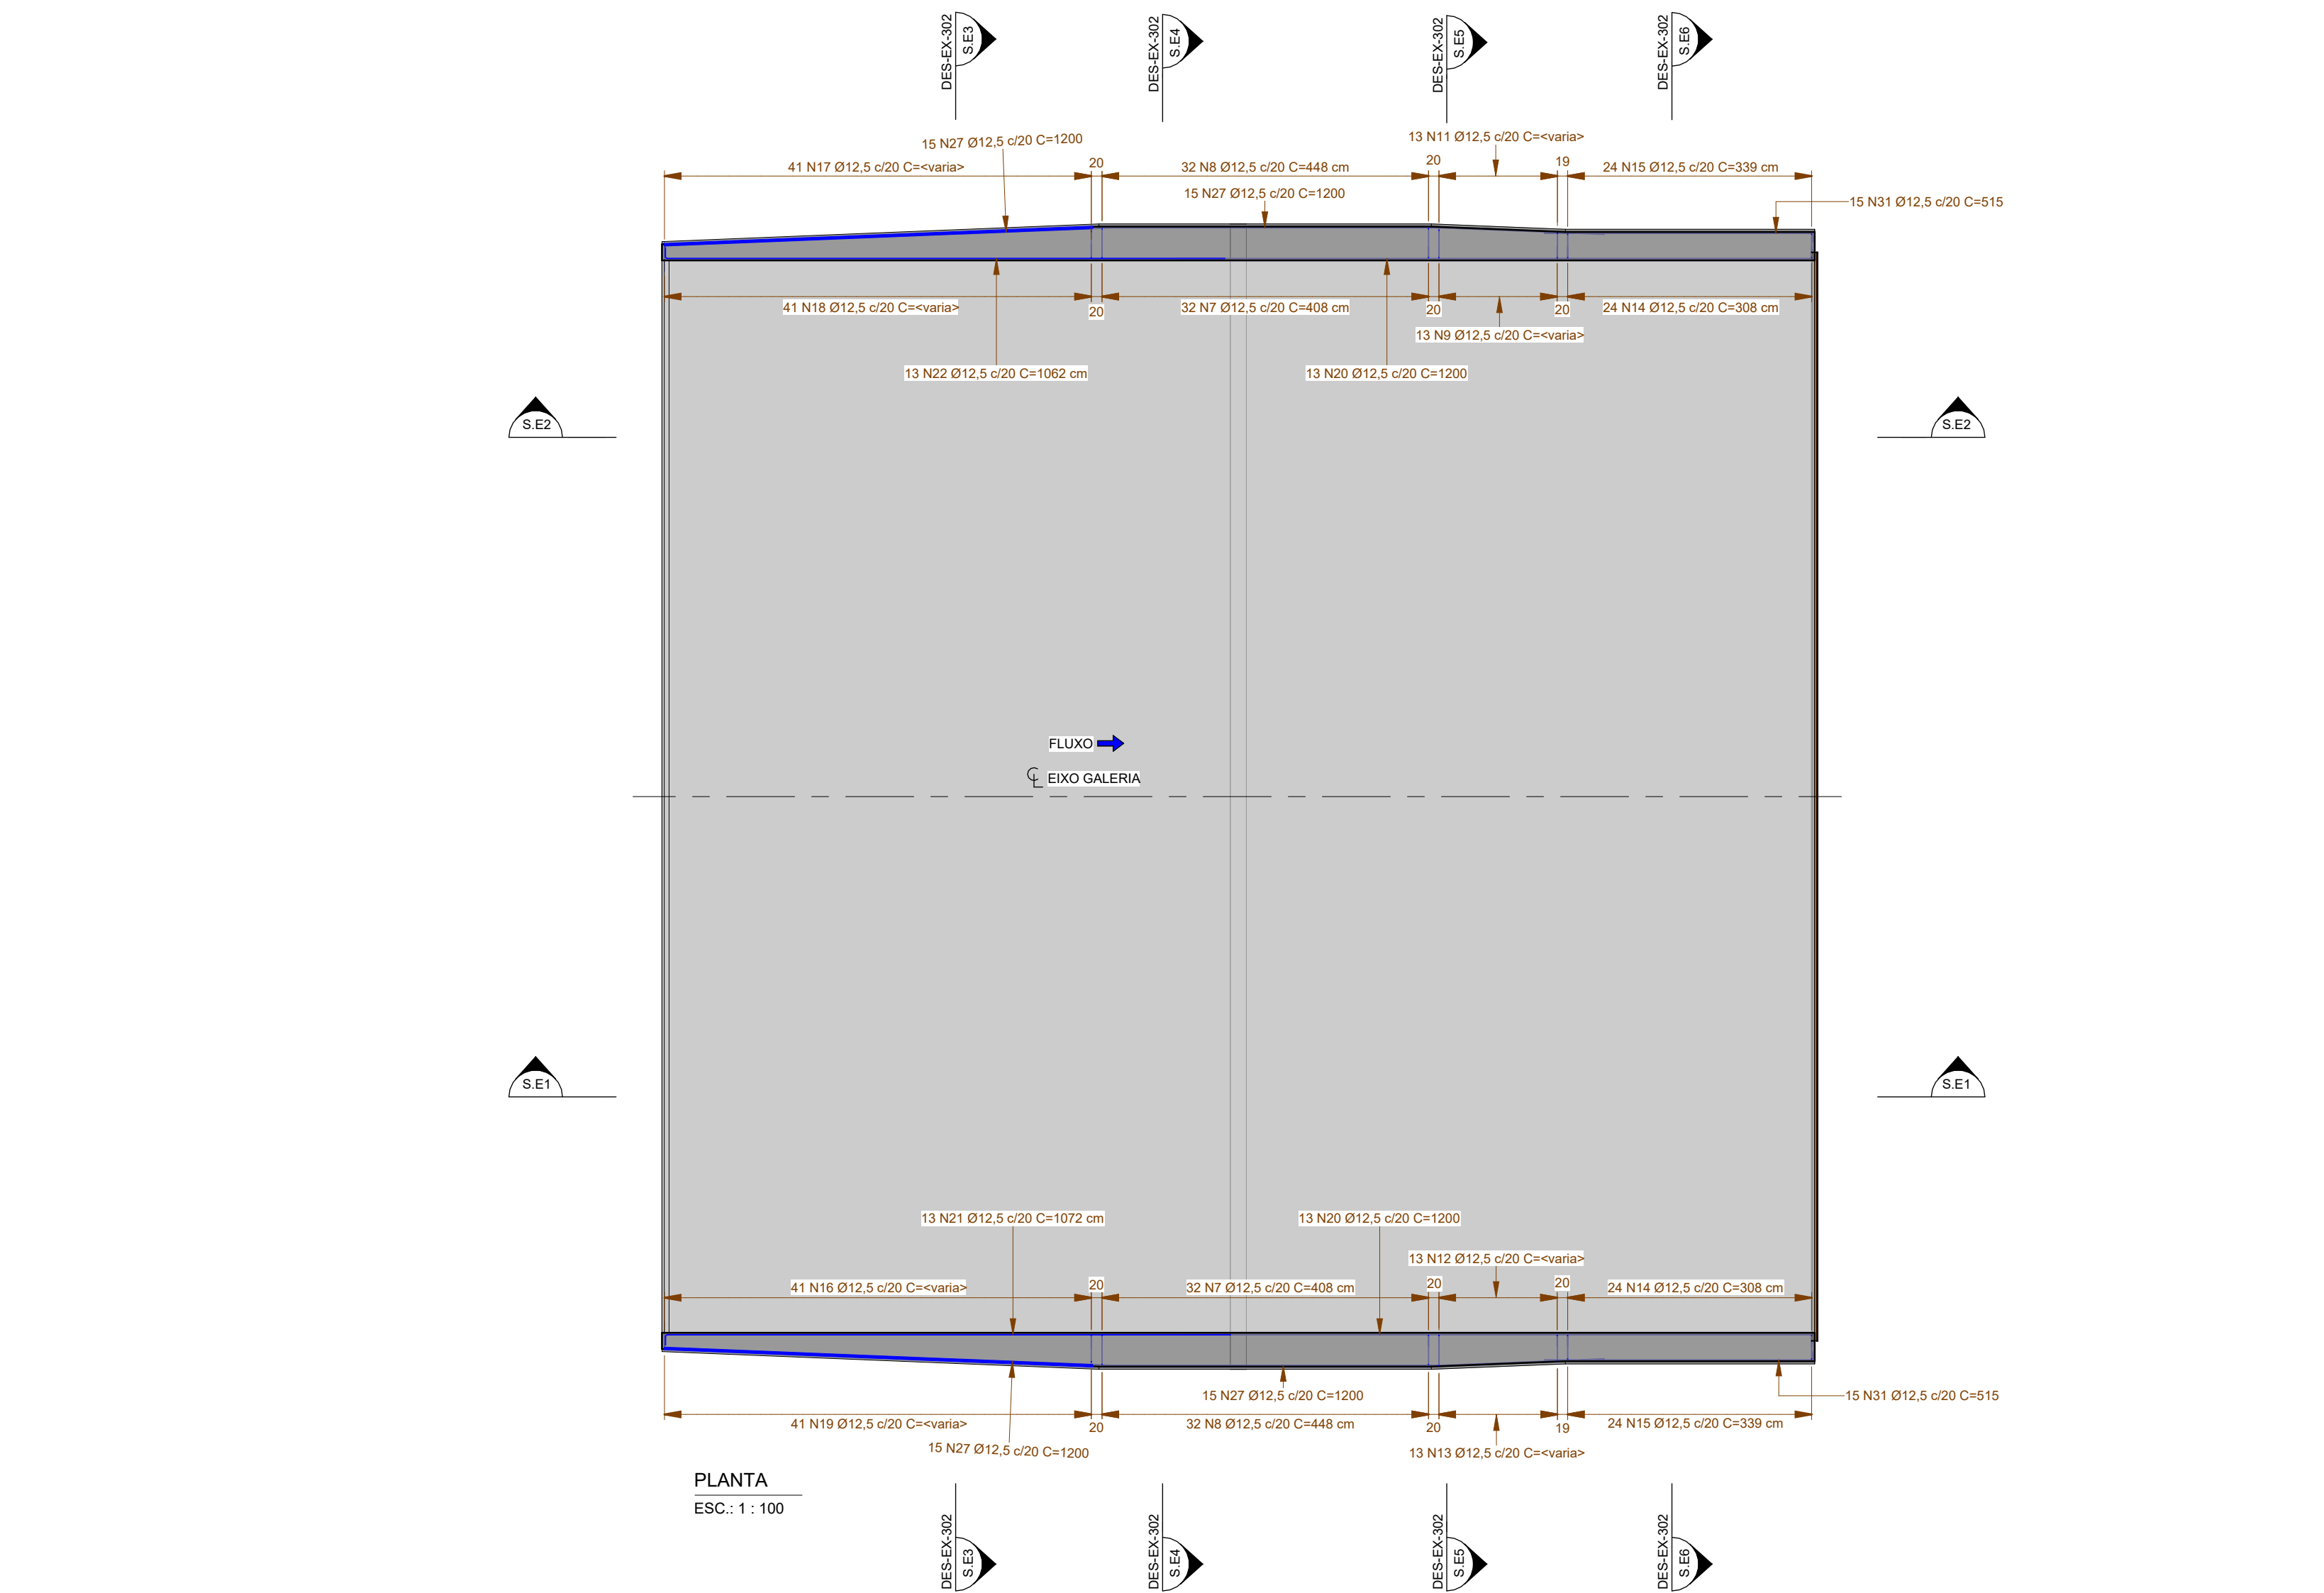 DES-EX-302
S.E3
DES-EX-302
S.E4
DES-EX-302
S.E5
DES-EX-302
S.E6
15 N27 Ø12,5 c/20 C=1200
13 N11 Ø12,5 c/20 C=<varia>
41 N17 Ø12,5 c/20 C=<varia>
20
32 N8 Ø12,5 c/20 C=448 cm
20
19
24 N15 Ø12,5 c/20 C=339 cm
15 N27 Ø12,5 c/20 C=1200
15 N31 Ø12,5 c/20 C=515
41 N18 Ø12,5 c/20 C=<varia>
20
32 N7 Ø12,5 c/20 C=408 cm
20
20
24 N14 Ø12,5 c/20 C=308 cm
13 N9 Ø12,5 c/20 C=<varia>
13 N22 Ø12,5 c/20 C=1062 cm
13 N20 Ø12,5 c/20 C=1200
S.E2
S.E2
FLUXO
EIXO GALERIA
S.E1
S.E1
13 N21 Ø12,5 c/20 C=1072 cm
13 N20 Ø12,5 c/20 C=1200
13 N12 Ø12,5 c/20 C=<varia>
41 N16 Ø12,5 c/20 C=<varia>
20
32 N7 Ø12,5 c/20 C=408 cm
20
20
24 N14 Ø12,5 c/20 C=308 cm
15 N27 Ø12,5 c/20 C=1200
15 N31 Ø12,5 c/20 C=515
41 N19 Ø12,5 c/20 C=<varia>
20
32 N8 Ø12,5 c/20 C=448 cm
20
19
24 N15 Ø12,5 c/20 C=339 cm
15 N27 Ø12,5 c/20 C=1200
13 N13 Ø12,5 c/20 C=<varia>
PLANTA
ESC.: 1 : 100
DES-EX-302
S.E3
DES-EX-302
S.E4
DES-EX-302
S.E5
DES-EX-302
S.E6